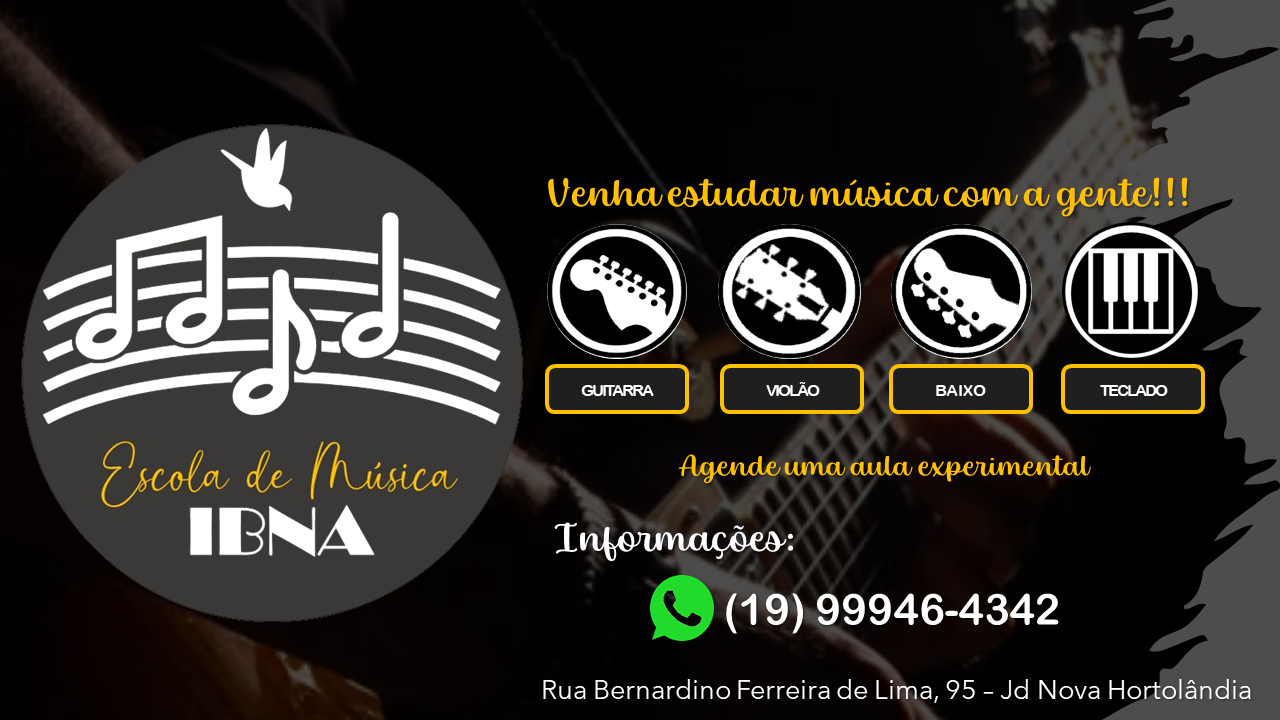 Escola de Música
IBNA
Venha estudar música com a gente!!!
GUITARRA
VIOLÃO
BAIXO
TECLADO
Agende uma aula experimental
Informações:
(19) 99946-4342
Rua Bernardino Ferreira de Lima, 95 – Jd Nova Hortolândia